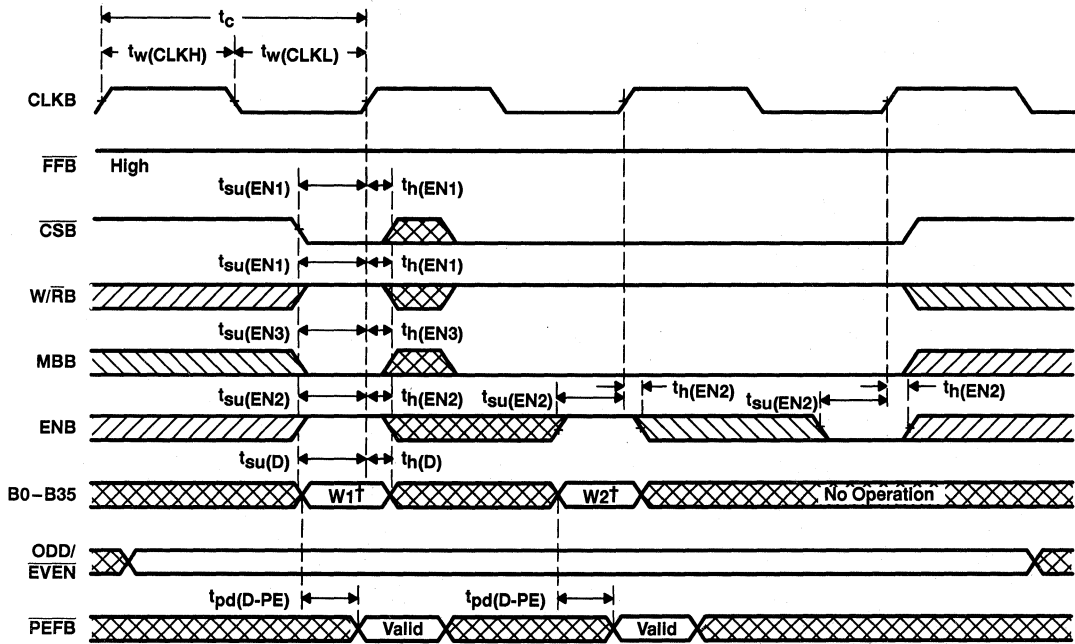 tc
tw(CLKH) tw(CLKL)
CLKB
FFB High
tsu(EN1) th(EN1)
CSB
tsu(EN1) th(EN1)
W/RB
tsu(EN3) th(EN3)
MBB
tsu(EN2) th(EN2) tsu(EN2) th(EN2) tsu(EN2) th(EN2)
ENB
tsu(D) th(D)
B0–B35 W1† W2† No Operation
ODD/
EVEN
tpd(D-PE) tpd(D-PE)
PEFB Valid Valid